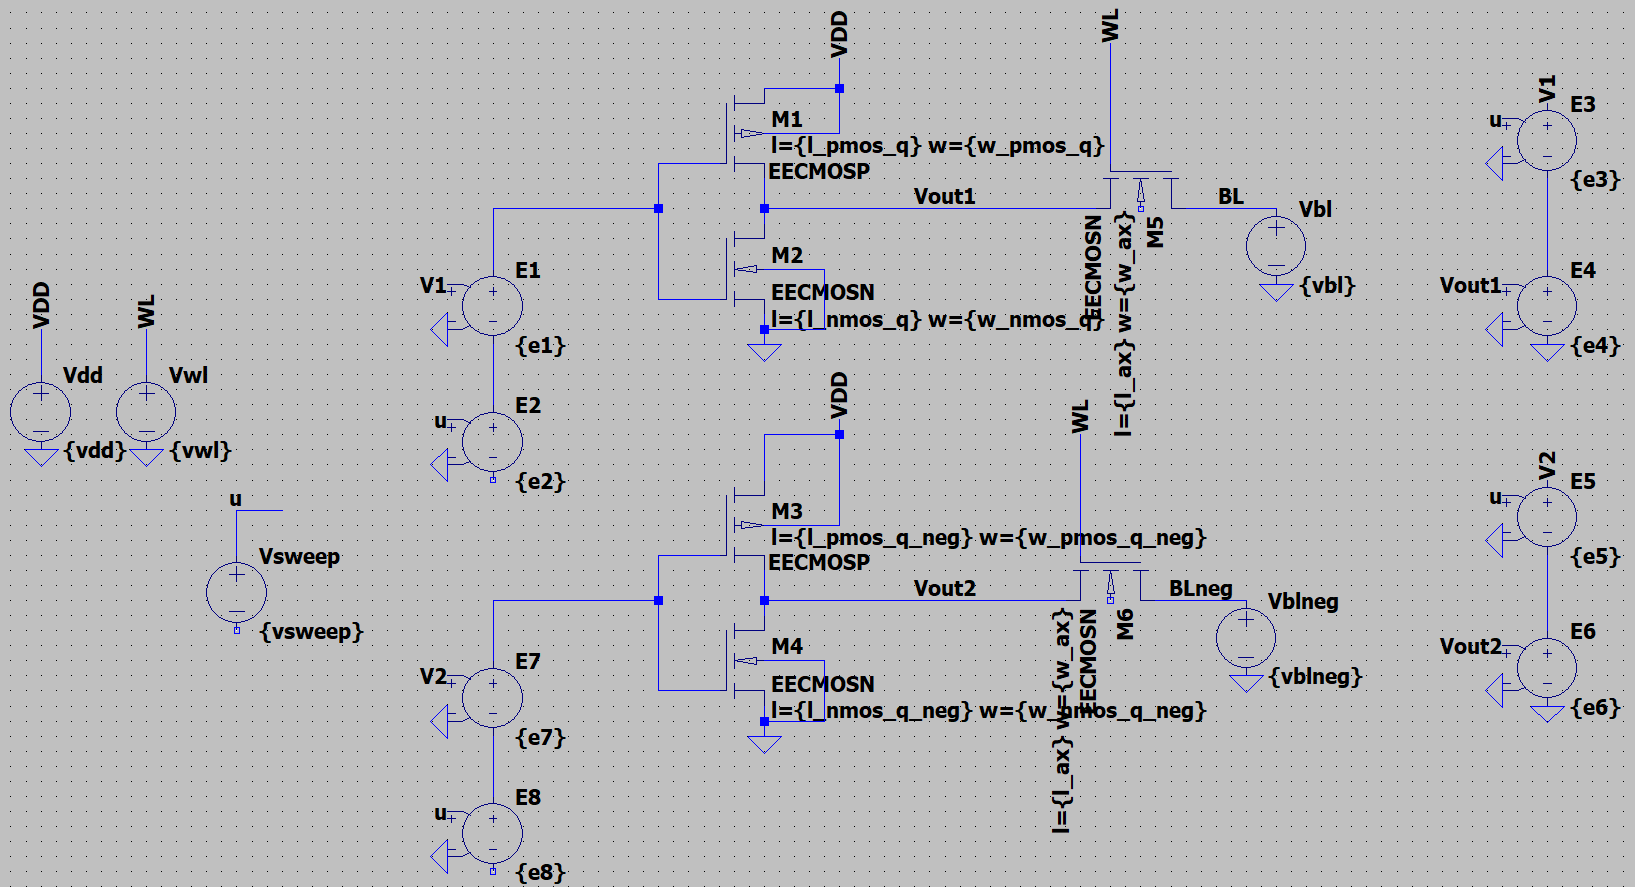 VDD
WL
V1
E3
u
{e3}
M1
l={l_pmos_q} w={w_pmos_q}
EECMOSP
Vout1
BL
Vbl
{vbl}
M5
EECMOSN
l={l_ax} w={w_ax}
M2
EECMOSN
l={l_nmos_q} w={w_nmos_q}
V1
E1
{e1}
E2
u
{e2}
Vout1
E4
{e4}
VDD
WL
Vdd
{vdd}
Vwl
{vwl}
u
Vsweep
{vsweep}
VDD
WL
V2
E5
u
{e5}
M3
l={l_pmos_q_neg} w={w_pmos_q_neg}
EECMOSP
Vout2
BLneg
Vblneg
{vblneg}
M6
EECMOSN
l={l_ax} w={w_ax}
M4
EECMOSN
l={l_nmos_q_neg} w={w_nmos_q_neg}
V2
E7
{e7}
Vout2
E6
{e6}
E8
u
{e8}